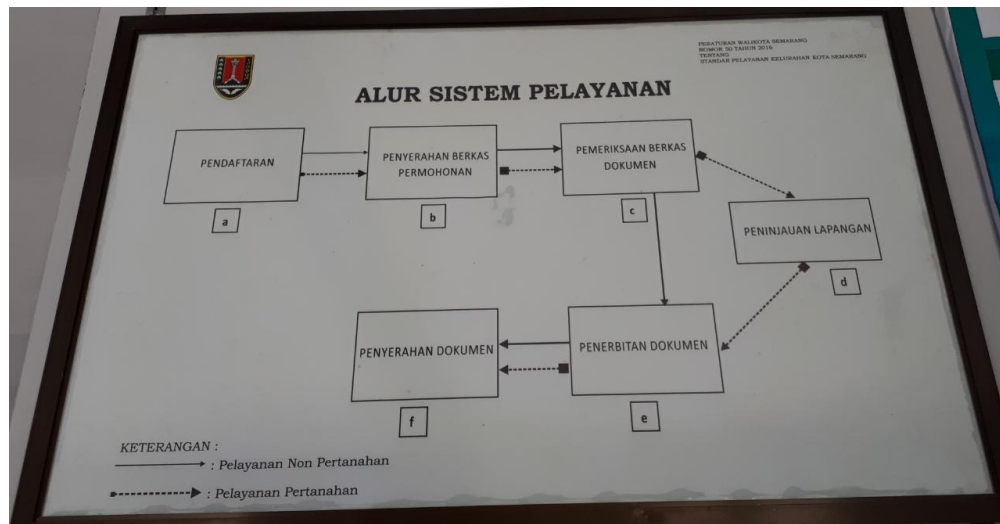 PERATURAN WALIKOTA SEMARANG
NOMOR 50 TAHUN 2016
TENTANG
STANDAR PELAYANAN KELURAHAN KOTA SEMARANG
ALUR SISTEM PELAYANAN
PENDAFTARAN
a
PENYERAHAN BERKAS
PERMOHONAN
b
PEMERIKSAAN BERKAS
DOKUMEN
c
PENINJAUAN LAPANGAN
d
PENERBITAN DOKUMEN
e
PENYERAHAN DOKUMEN
f
KETERANGAN :
: Pelayanan Non Pertanahan
: Pelayanan Pertanahan